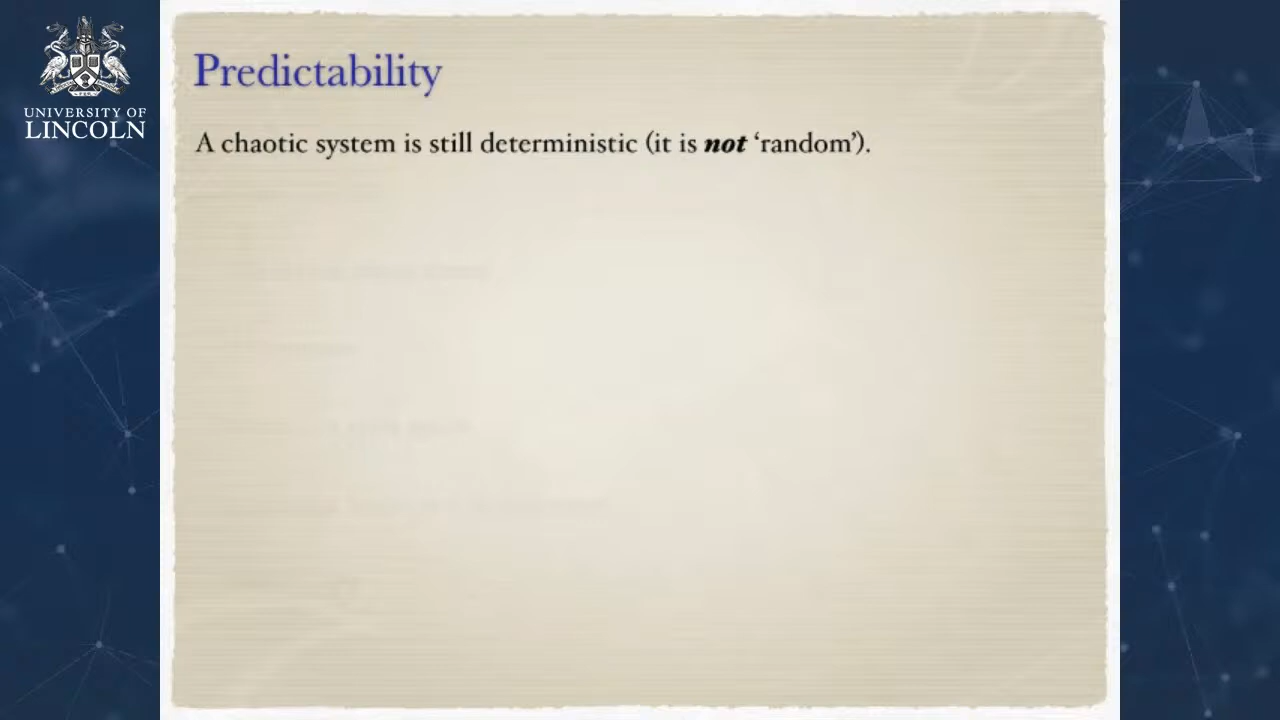 UNIVERSITY OF
LINCOLN
Predictability
A chaotic system is still deterministic (it is not ‘random’).